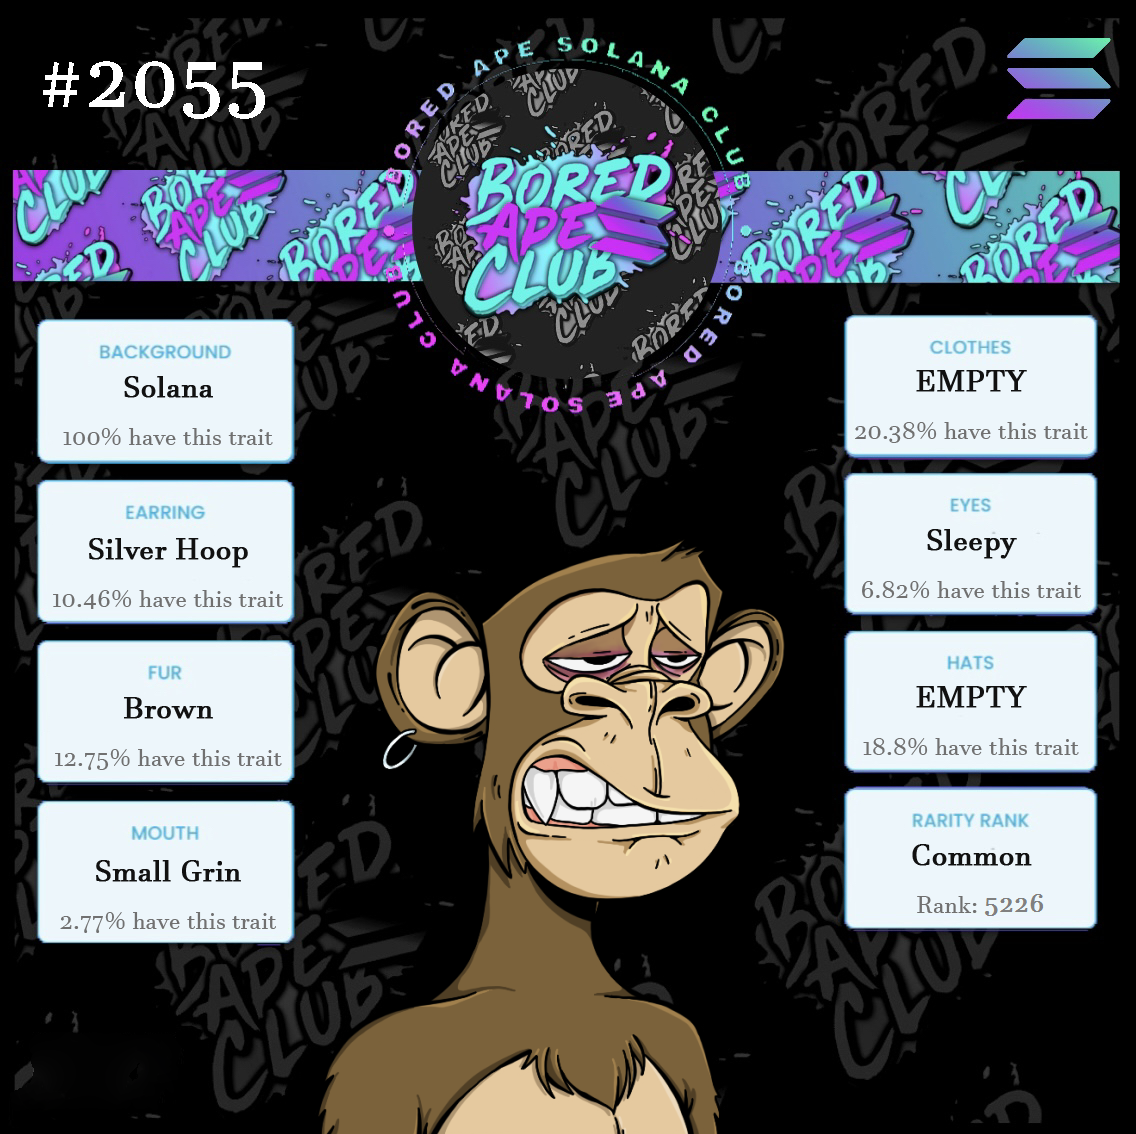 #2055
BORED APE SOLANA CLUB
BORED APE SOLANA CLUB
BORED
APE
CLUB
BACKGROUND
Solana
100% have this trait
EARRING
Silver Hoop
10.46% have this trait
FUR
Brown
12.75% have this trait
MOUTH
Small Grin
2.77% have this trait
CLOTHES
EMPTY
20.38% have this trait
EYES
Sleepy
6.82% have this trait
HATS
EMPTY
18.8% have this trait
RARITY RANK
Common
Rank: 5226